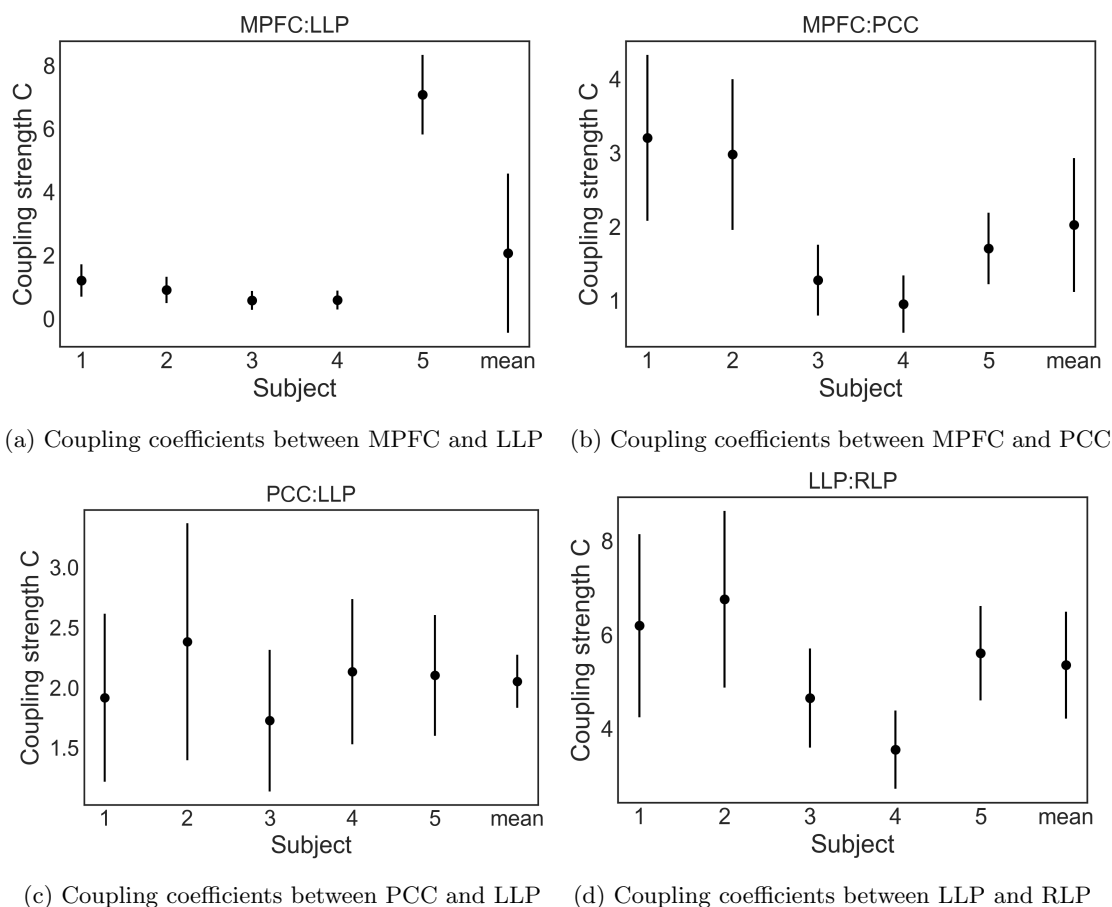 MPFC:LLP
Coupling strength C
8
6
4
2
0
1 2 3 4 5 mean
Subject
(a) Coupling coefficients between MPFC and LLP
MPFC:PCC
Coupling strength C
4
3
2
1
1 2 3 4 5 mean
Subject
(b) Coupling coefficients between MPFC and PCC
PCC:LLP
Coupling strength C
3.0
2.5
2.0
1.5
1 2 3 4 5 mean
Subject
(c) Coupling coefficients between PCC and LLP
LLP:RLP
Coupling strength C
8
6
4
1 2 3 4 5 mean
Subject
(d) Coupling coefficients between LLP and RLP